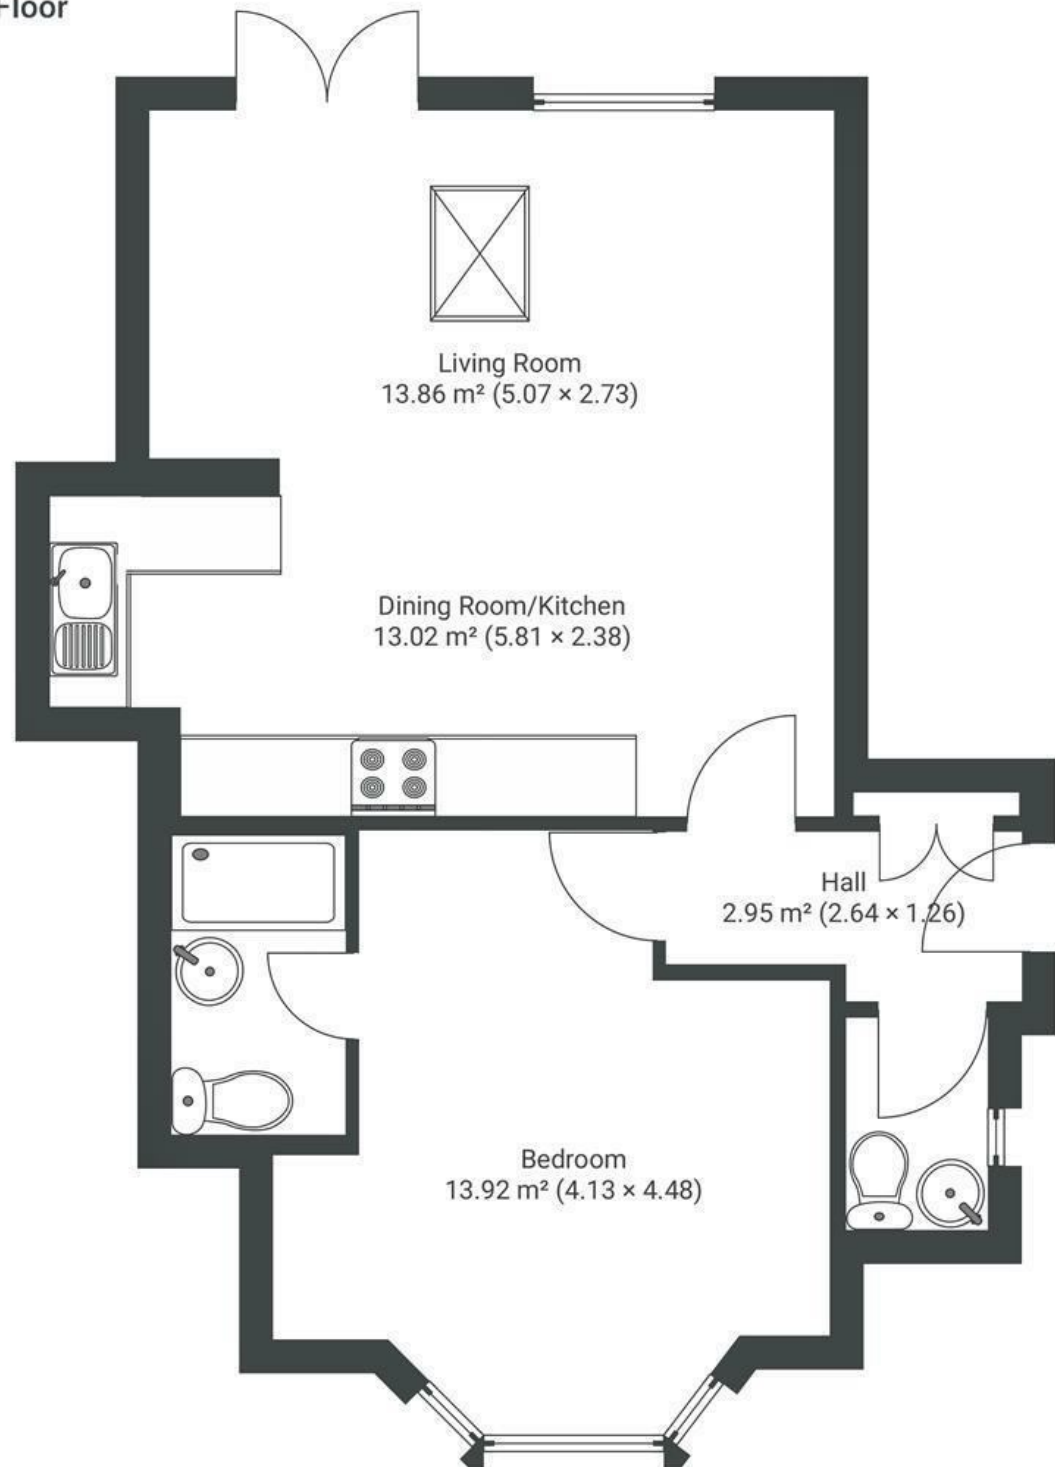 Floor
Living Room
13.86 m² (5.07 × 2.73)
Dining Room/Kitchen
13.02 m² (5.81 × 2.38)
Hall
2.95 m² (2.64 × 1.26)
Bedroom
13.92 m² (4.13 × 4.48)